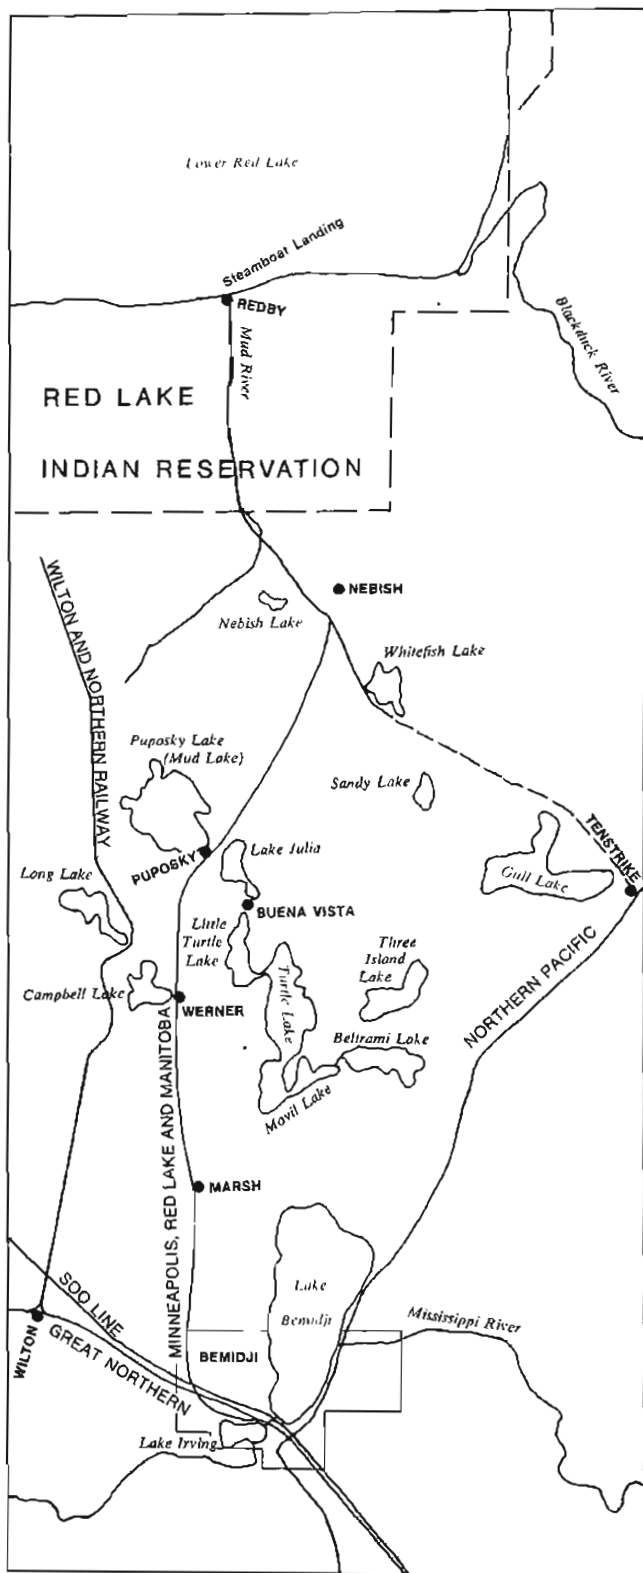 Lower Red Lake
Steamboat Landing
REDBY
Mud River
Blackduck River
RED LAKE
INDIAN RESERVATION
WILTON AND NORTHERN RAILWAY
NEBISH
Nebish Lake
Whitefish Lake
Puposky Lake
(Mud Lake)
Sandy Lake
TENSTRIKE
PUPOSKY
Lake Julia
Long Lake
Gull Lake
BUENA VISTA
Little
Turtle
Lake
Turtle Lake
Three
Island
Lake
NORTHERN PACIFIC
Campbell Lake
WERNER
Beltrami Lake
Movil Lake
MINNEAPOLIS, RED LAKE AND MANITOBA
MARSH
Lake
Bemidji
SOO LINE
Mississippi River
WILTON
GREAT NORTHERN
BEMIDJI
Lake Irving